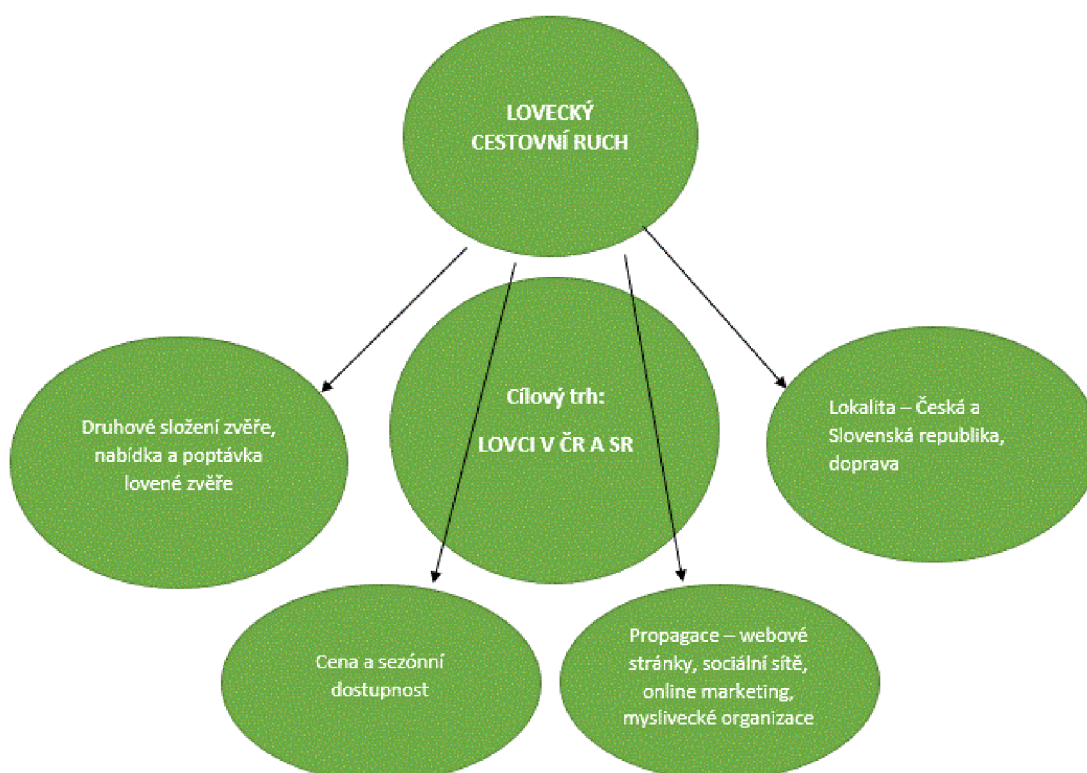 LOVECKÝ
CESTOVNÍ RUCH
Cílový trh:
LOVCI V ČR A SR
Druhové složení zvěře,
nabídka a poptávka
lovené zvěře
Lokalita – Česká a
Slovenská republika,
doprava
Cena a sezónní
dostupnost
Propagace – webové
stránky, sociální sítě,
online marketing,
myslivecké organizace